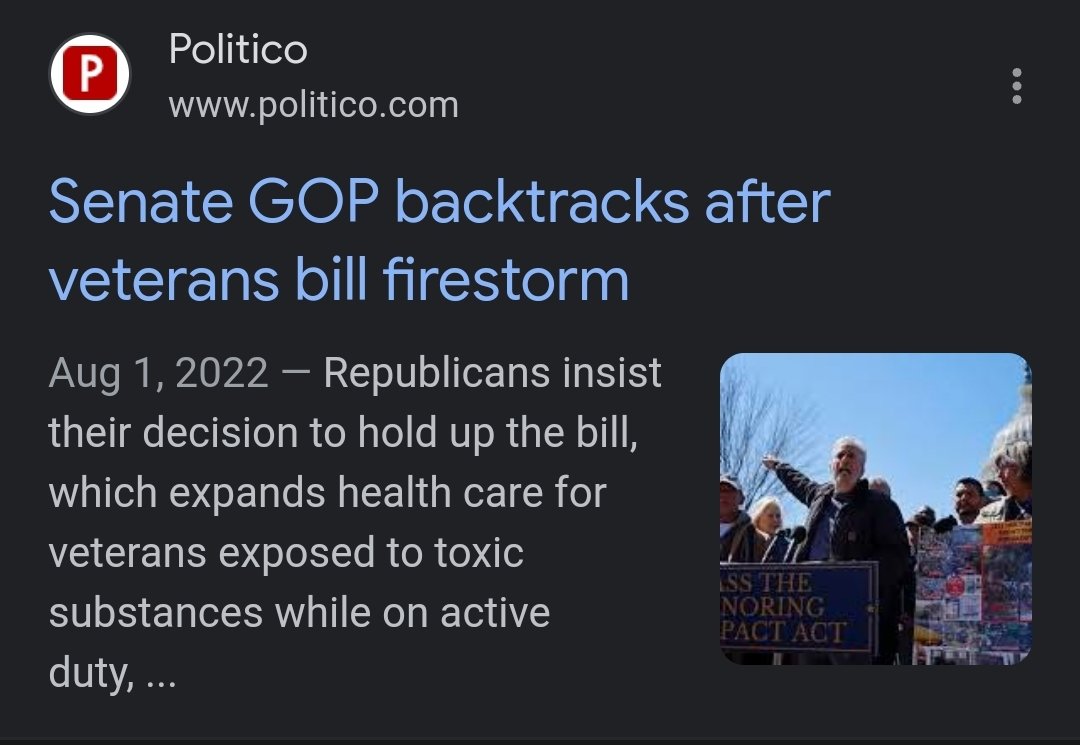 P
Politico
www.politico.com
Senate GOP backtracks after
veterans bill firestorm
Aug 1, 2022 — Republicans insist
their decision to hold up the bill,
which expands health care for
veterans exposed to toxic
substances while on active
duty, ...
ASS THE
NORING
PACT ACT